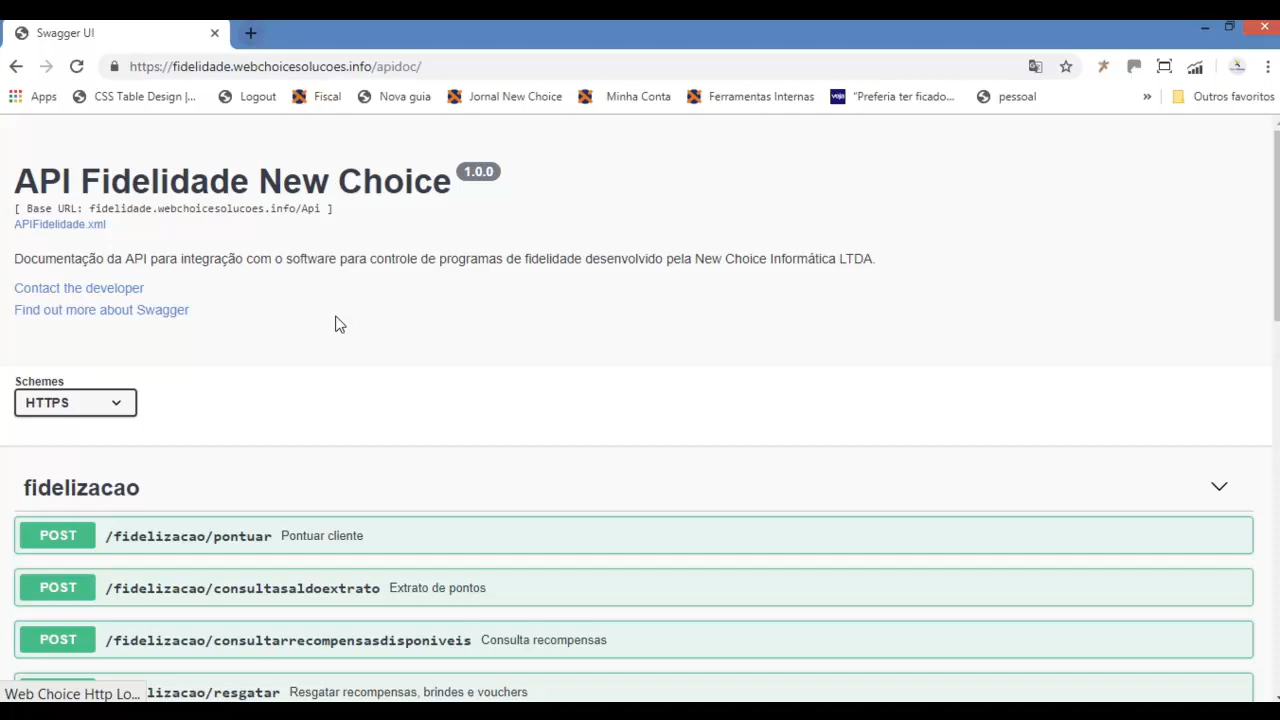 Swagger UI
https://fidelidade.webchoicesolucoes.info/apidoc/
Apps CSS Table Design |... Logout Fiscal Nova guia Jornal New Choice Minha Conta Ferramentas Internas veja "Preferia ter ficado... pessoal » Outros favoritos
API Fidelidade New Choice 1.0.0
[ Base URL: fidelidade.webchoicesolucoes.info/Api ]
APIFidelidade.xml
Documentação da API para integração com o software para controle de programas de fidelidade desenvolvido pela New Choice Informática LTDA.
Contact the developer
Find out more about Swagger
Schemes
HTTPS
fidelizacao
POST /fidelizacao/pontuar Pontuar cliente
POST /fidelizacao/consultasaldoextrato Extrato de pontos
POST /fidelizacao/consultarrecompensasdisponiveis Consulta recompensas
lizacao/resgatar Resgatar recompensas, brindes e vouchers
Web Choice Http Lo...